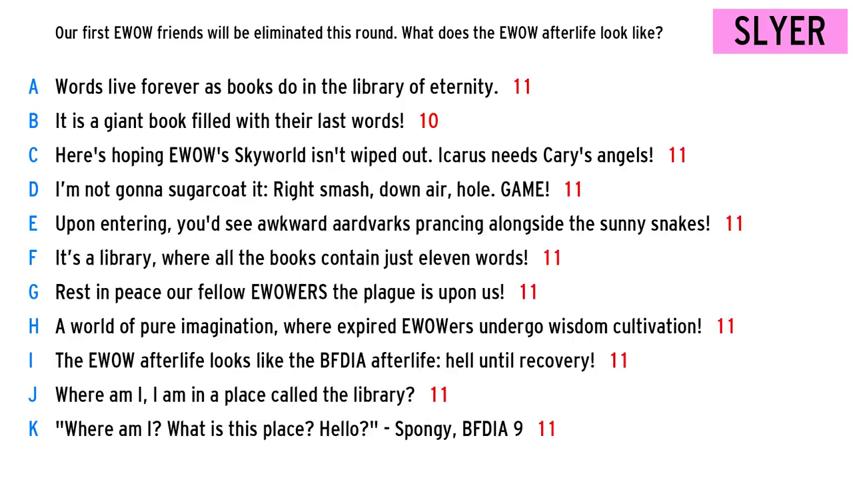 Our first EWOW friends will be eliminated this round. What does the EWOW afterlife look like?
SLYER
A Words live forever as books do in the library of eternity. 11
B It is a giant book filled with their last words! 10
C Here's hoping EWOW's Skyworld isn't wiped out. Icarus needs Cary's angels! 11
D I’m not gonna sugarcoat it: Right smash, down air, hole. GAME! 11
E Upon entering, you'd see awkward aardvarks prancing alongside the sunny snakes! 11
F It’s a library, where all the books contain just eleven words! 11
G Rest in peace our fellow EWOWERS the plague is upon us! 11
H A world of pure imagination, where expired EWOWers undergo wisdom cultivation! 11
I The EWOW afterlife looks like the BFDIA afterlife: hell until recovery! 11
J Where am I, I am in a place called the library? 11
K "Where am I? What is this place? Hello?" - Spongy, BFDIA 9 11